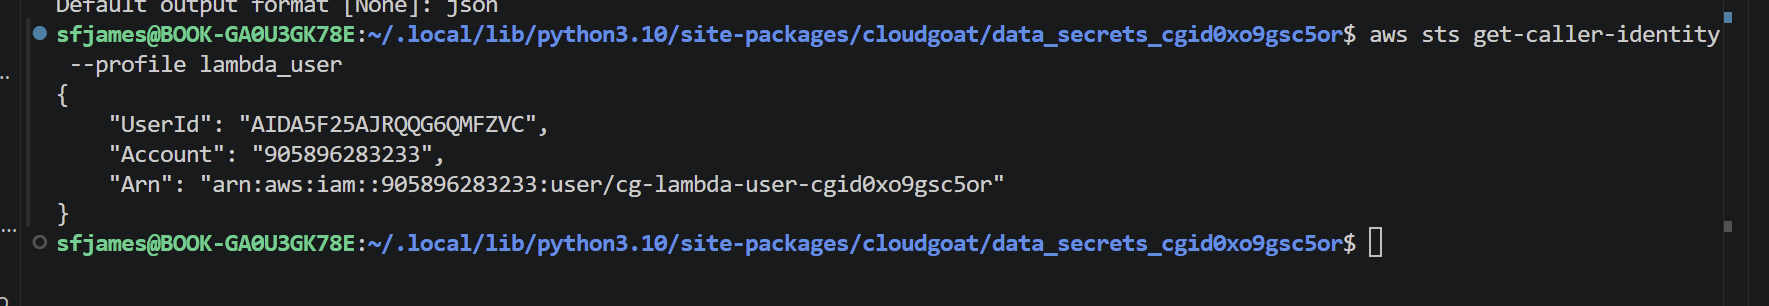 Default output format [None]: json
sfjames@BOOK-GA0U3GK78E:~/.local/lib/python3.10/site-packages/cloudgoat/data_secrets_cgid0xo9gsc5or$ aws sts get-caller-identity
--profile lambda_user
{
    "UserId": "AIDA5F25AJRQQG6QMFZVC",
    "Account": "905896283233",
    "Arn": "arn:aws:iam::905896283233:user/cg-lambda-user-cgid0xo9gsc5or"
}
sfjames@BOOK-GA0U3GK78E:~/.local/lib/python3.10/site-packages/cloudgoat/data_secrets_cgid0xo9gsc5or$